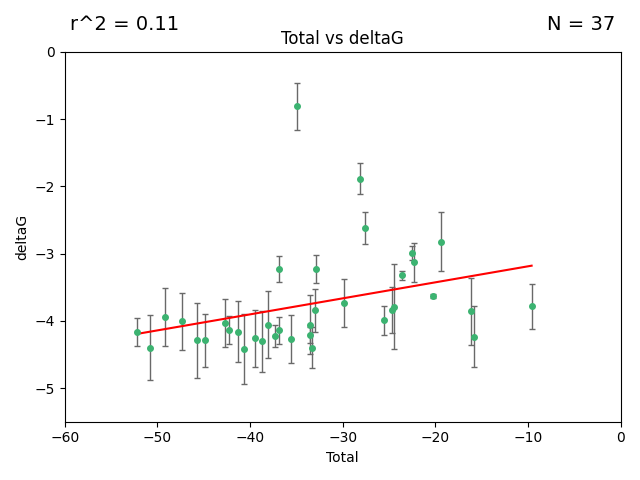 r^2 = 0.11
N = 37
Total vs deltaG
0
−1
−2
−3
−4
−5
deltaG
−60
−50
−40
−30
−20
−10
0
Total